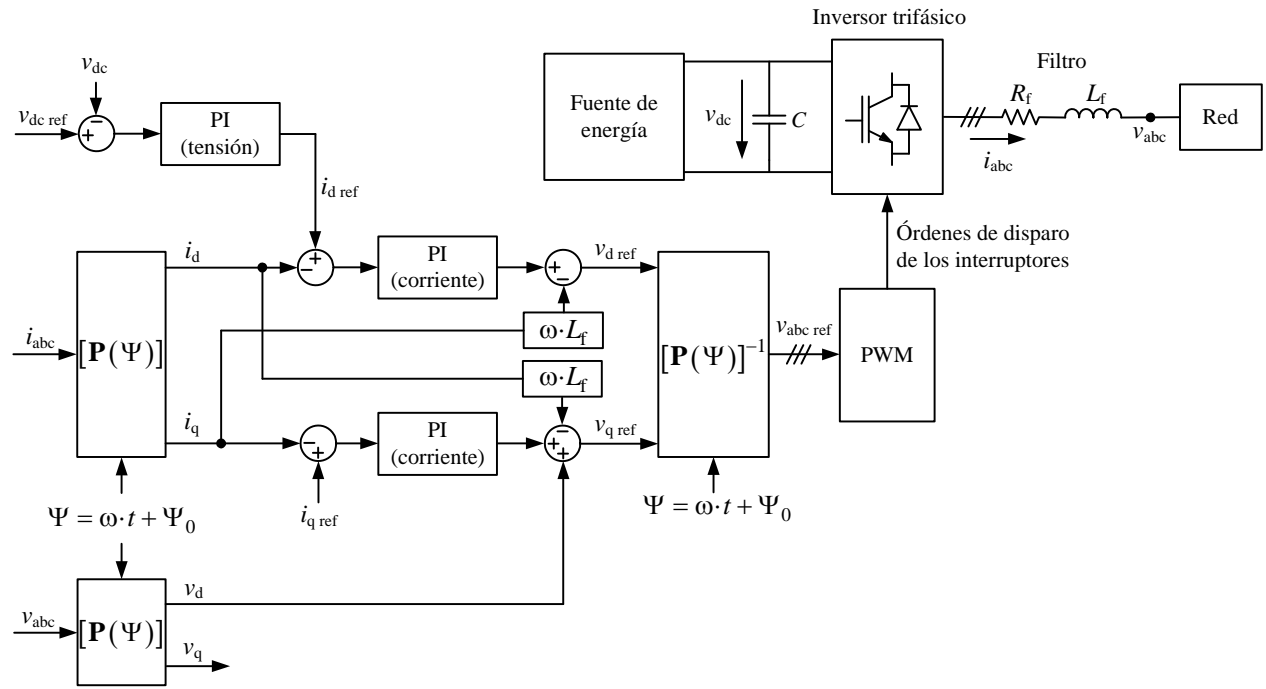 Inversor trifásico
v_dc
v_dc ref
+
−
PI
(tensión)
Fuente de
energía
v_dc
C
Filtro
R_f
L_f
i_abc
v_abc
Red
i_d ref
Órdenes de disparo
de los interruptores
i_d
+
−
PI
(corriente)
+
−
v_d ref
ω·L_f
i_abc
[P(Ψ)]
[P(Ψ)]⁻¹
v_abc ref
PWM
ω·L_f
i_q
−
+
PI
(corriente)
−
+
+
v_q ref
i_q ref
Ψ = ω·t + Ψ₀
Ψ = ω·t + Ψ₀
v_d
v_abc
[P(Ψ)]
v_q